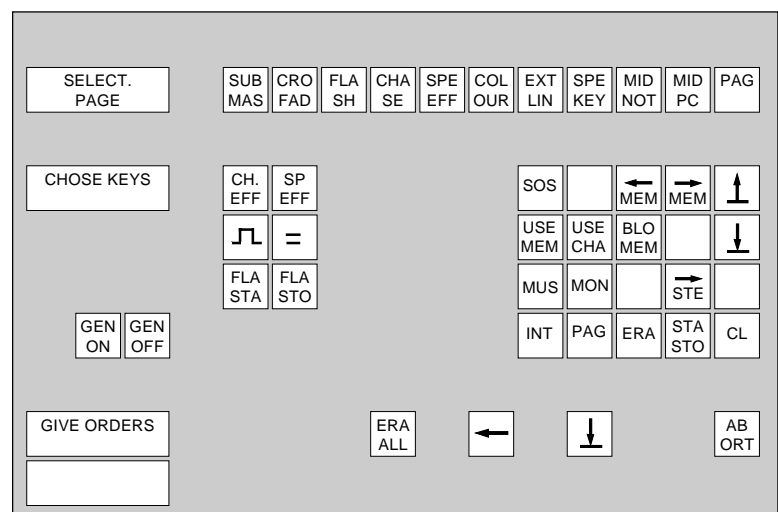 SELECT.
PAGE
SUB
MAS
CRO
FAD
FLA
SH
CHA
SE
SPE
EFF
COL
OUR
EXT
LIN
SPE
KEY
MID
NOT
MID
PC
PAG
CHOSE KEYS
CH.
EFF
SP
EFF
SOS
MEM
MEM
=
USE
MEM
USE
CHA
BLO
MEM
FLA
STA
FLA
STO
MUS
MON
STE
GEN
ON
GEN
OFF
INT
PAG
ERA
STA
STO
CL
GIVE ORDERS
ERA
ALL
AB
ORT